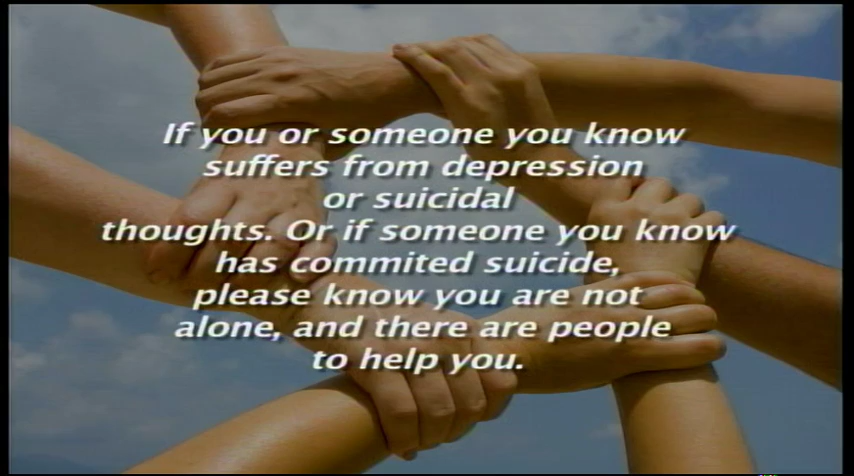 If you or someone you know
suffers from depression
or suicidal
thoughts. Or if someone you know
has commited suicide,
please know you are not
alone, and there are people
to help you.